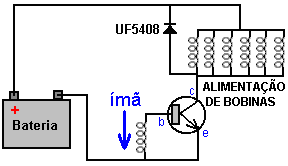 UF5408
c
ALIMENTAÇÃO
DE BOBINAS
ímã
b
e
+
Bateria